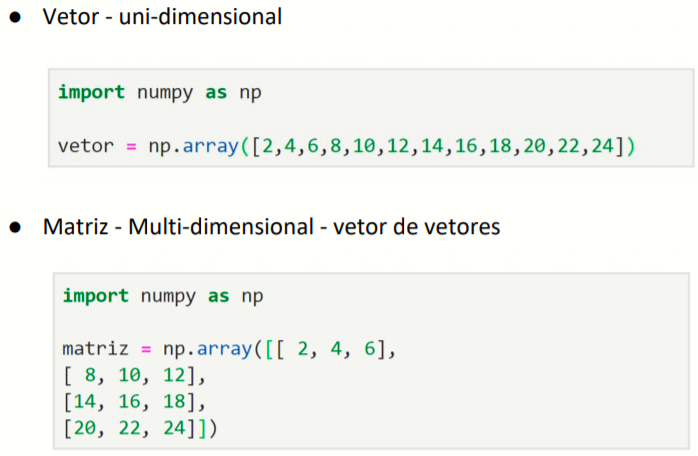 ● Vetor - uni-dimensional
import numpy as np
vetor = np.array([2,4,6,8,10,12,14,16,18,20,22,24])
● Matriz - Multi-dimensional - vetor de vetores
import numpy as np
matriz = np.array([[ 2, 4, 6],
[ 8, 10, 12],
[14, 16, 18],
[20, 22, 24]])